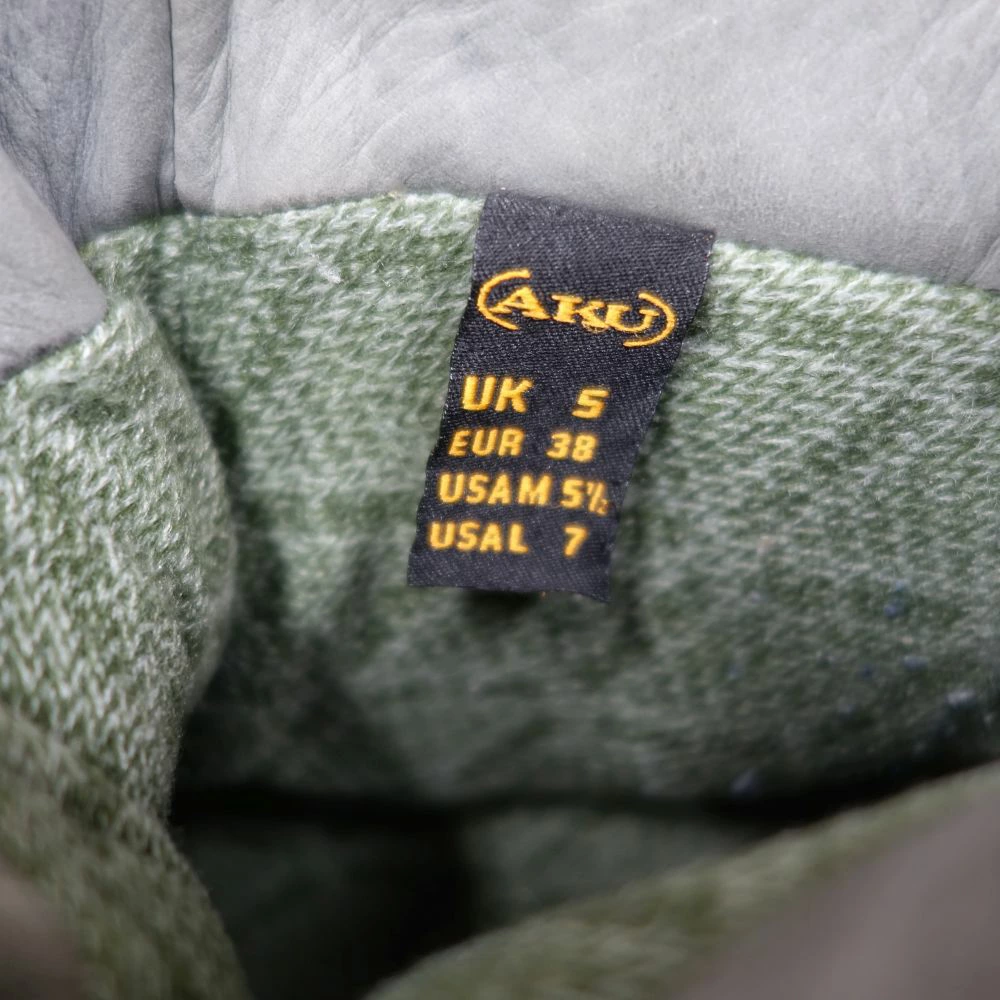 (AKU)
UK 5
EUR 38
USAM 5½
USAL 7